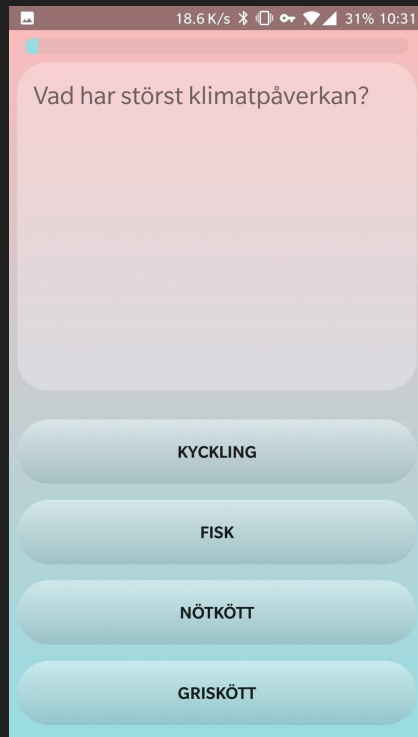 18.6 K/s 31% 10:31
Vad har störst klimatpåverkan?
KYCKLING
FISK
NÖTKÖTT
GRISKÖTT